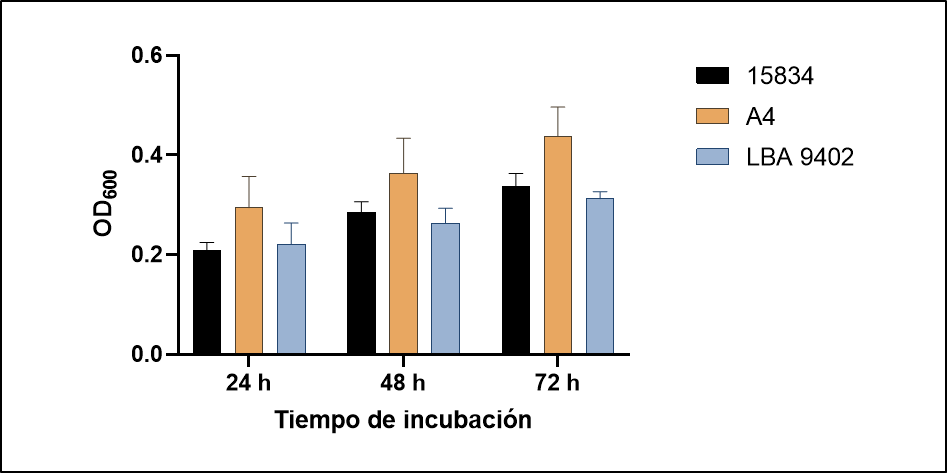 0.6
0.4
0.2
0.0
OD600
24 h
48 h
72 h
Tiempo de incubación
15834
A4
LBA 9402